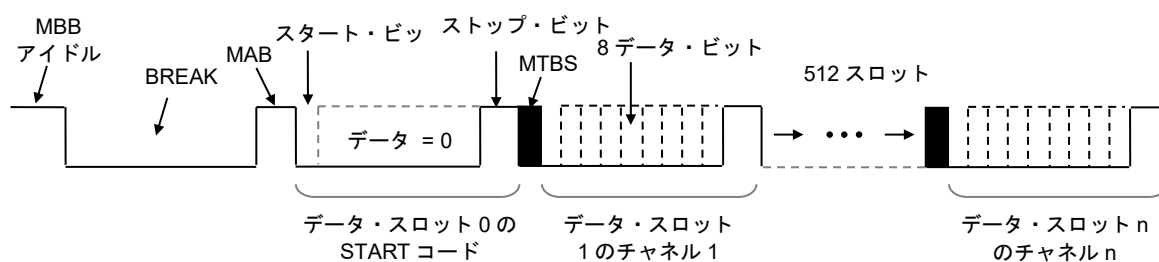 MBB
アイドル
BREAK
MAB
スタート・ビッ
ストップ・ビット
MTBS
8 データ・ビット
512 スロット
データ = 0
データ・スロット 0 の
START コード
データ・スロット
1 のチャネル 1
データ・スロット n
のチャネル n